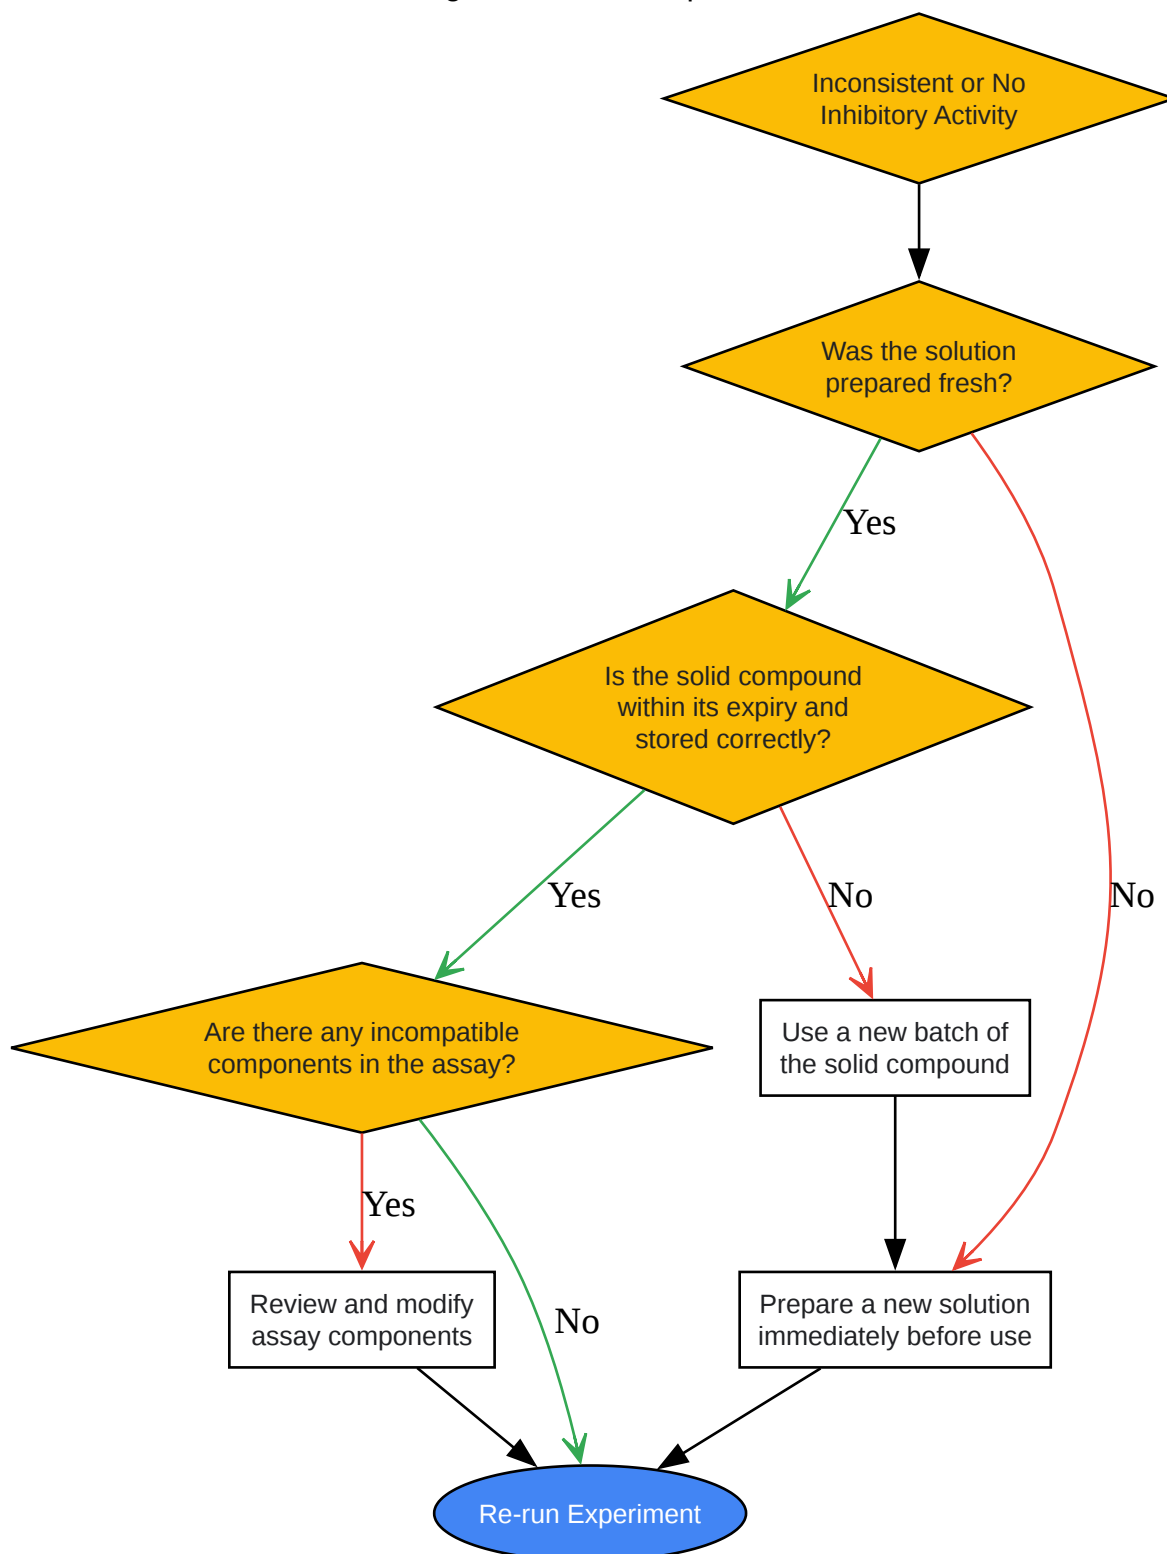 Inconsistent or No
Inhibitory Activity
Was the solution
prepared fresh?
Yes
Is the solid compound
within its expiry and
stored correctly?
Yes
No
No
Are there any incompatible
components in the assay?
Use a new batch of
the solid compound
Yes
Review and modify
assay components
No
Prepare a new solution
immediately before use
Re-run Experiment